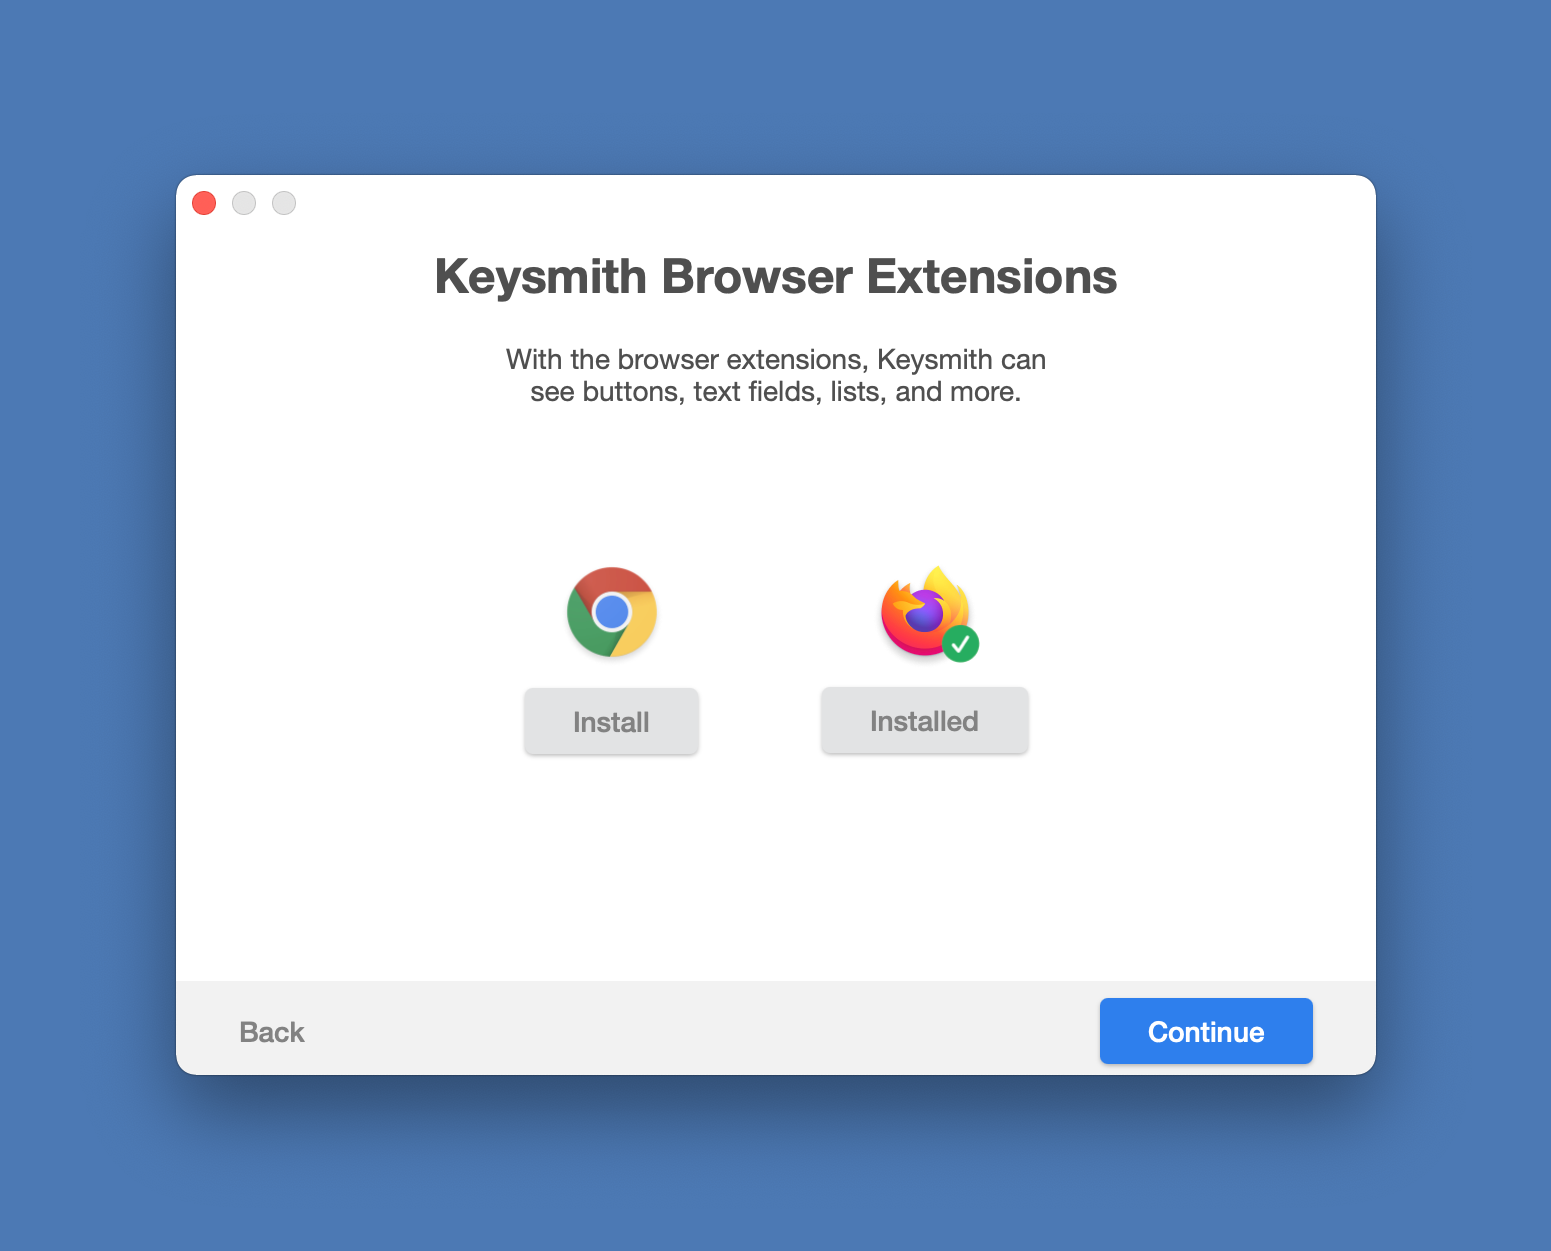 Keysmith Browser Extensions
With the browser extensions, Keysmith can
see buttons, text fields, lists, and more.
Install
Installed
Back
Continue